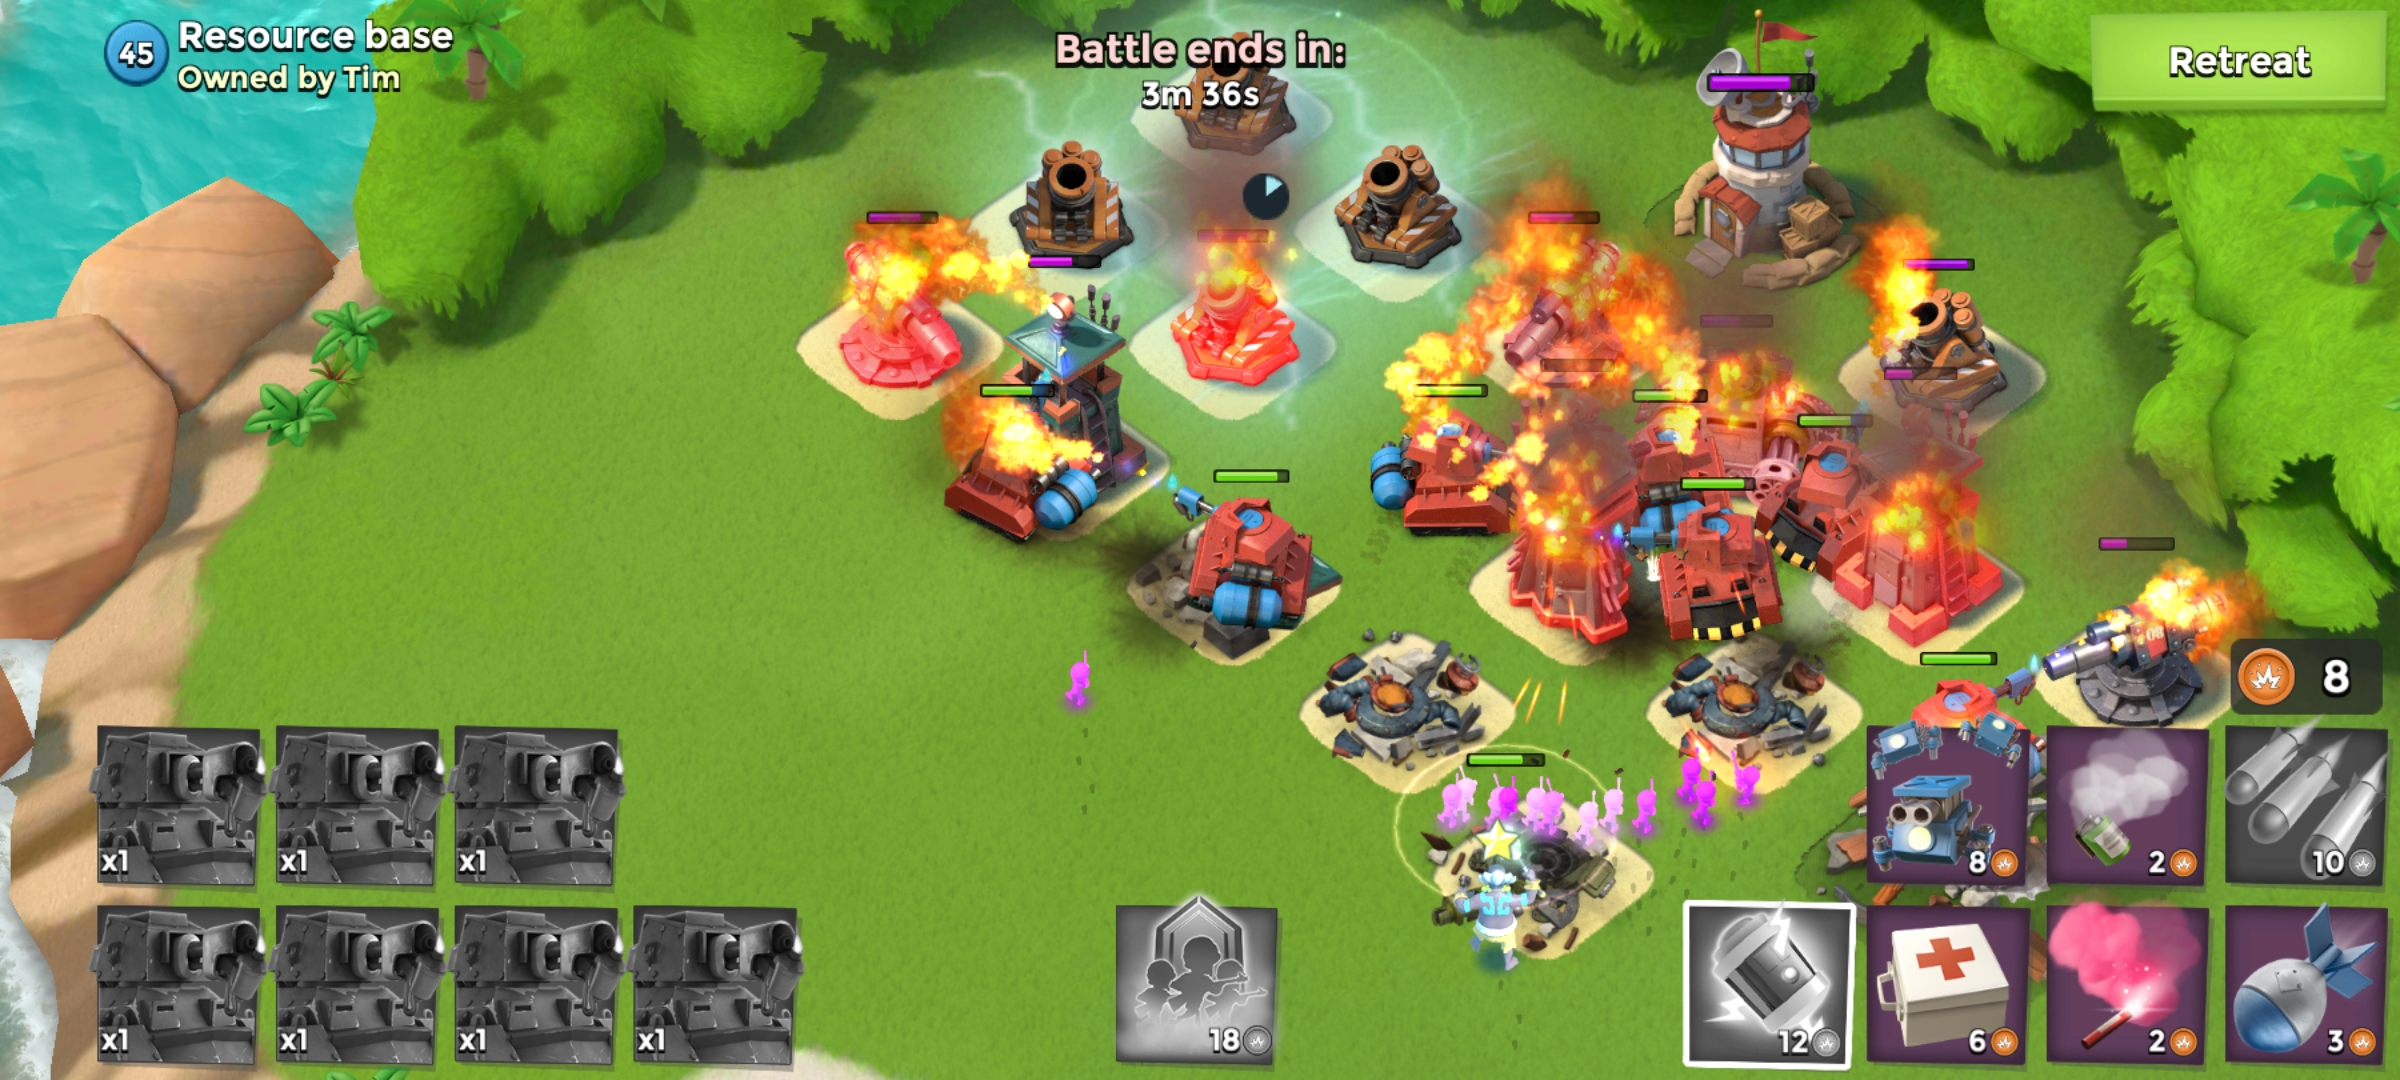 45
Resource base
Owned by Tim
Battle ends in:
3m 36s
Retreat
8
x1
x1
x1
8
2
10
x1
x1
x1
x1
18
12
6
2
3